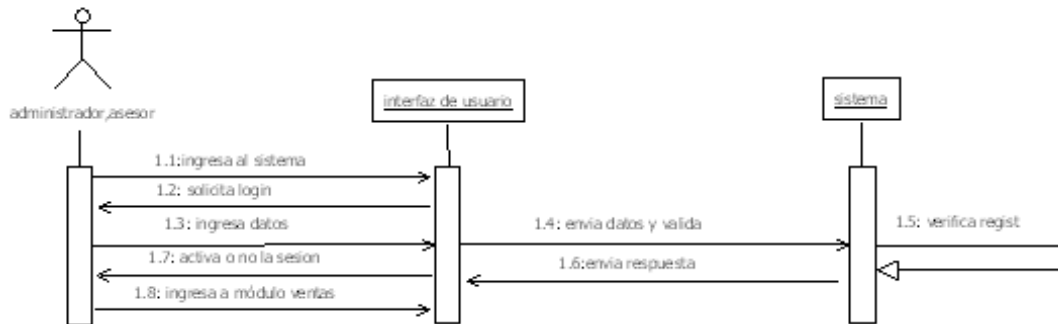 administrador,asesor
interfaz de usuario
sistema
1.1:ingresa al sistema
1.2: solicita login
1.3: ingresa datos
1.4: envia datos y valida
1.5: verifica regist
1.7: activa o no la sesion
1.6:envia respuesta
1.8: ingresa a módulo ventas